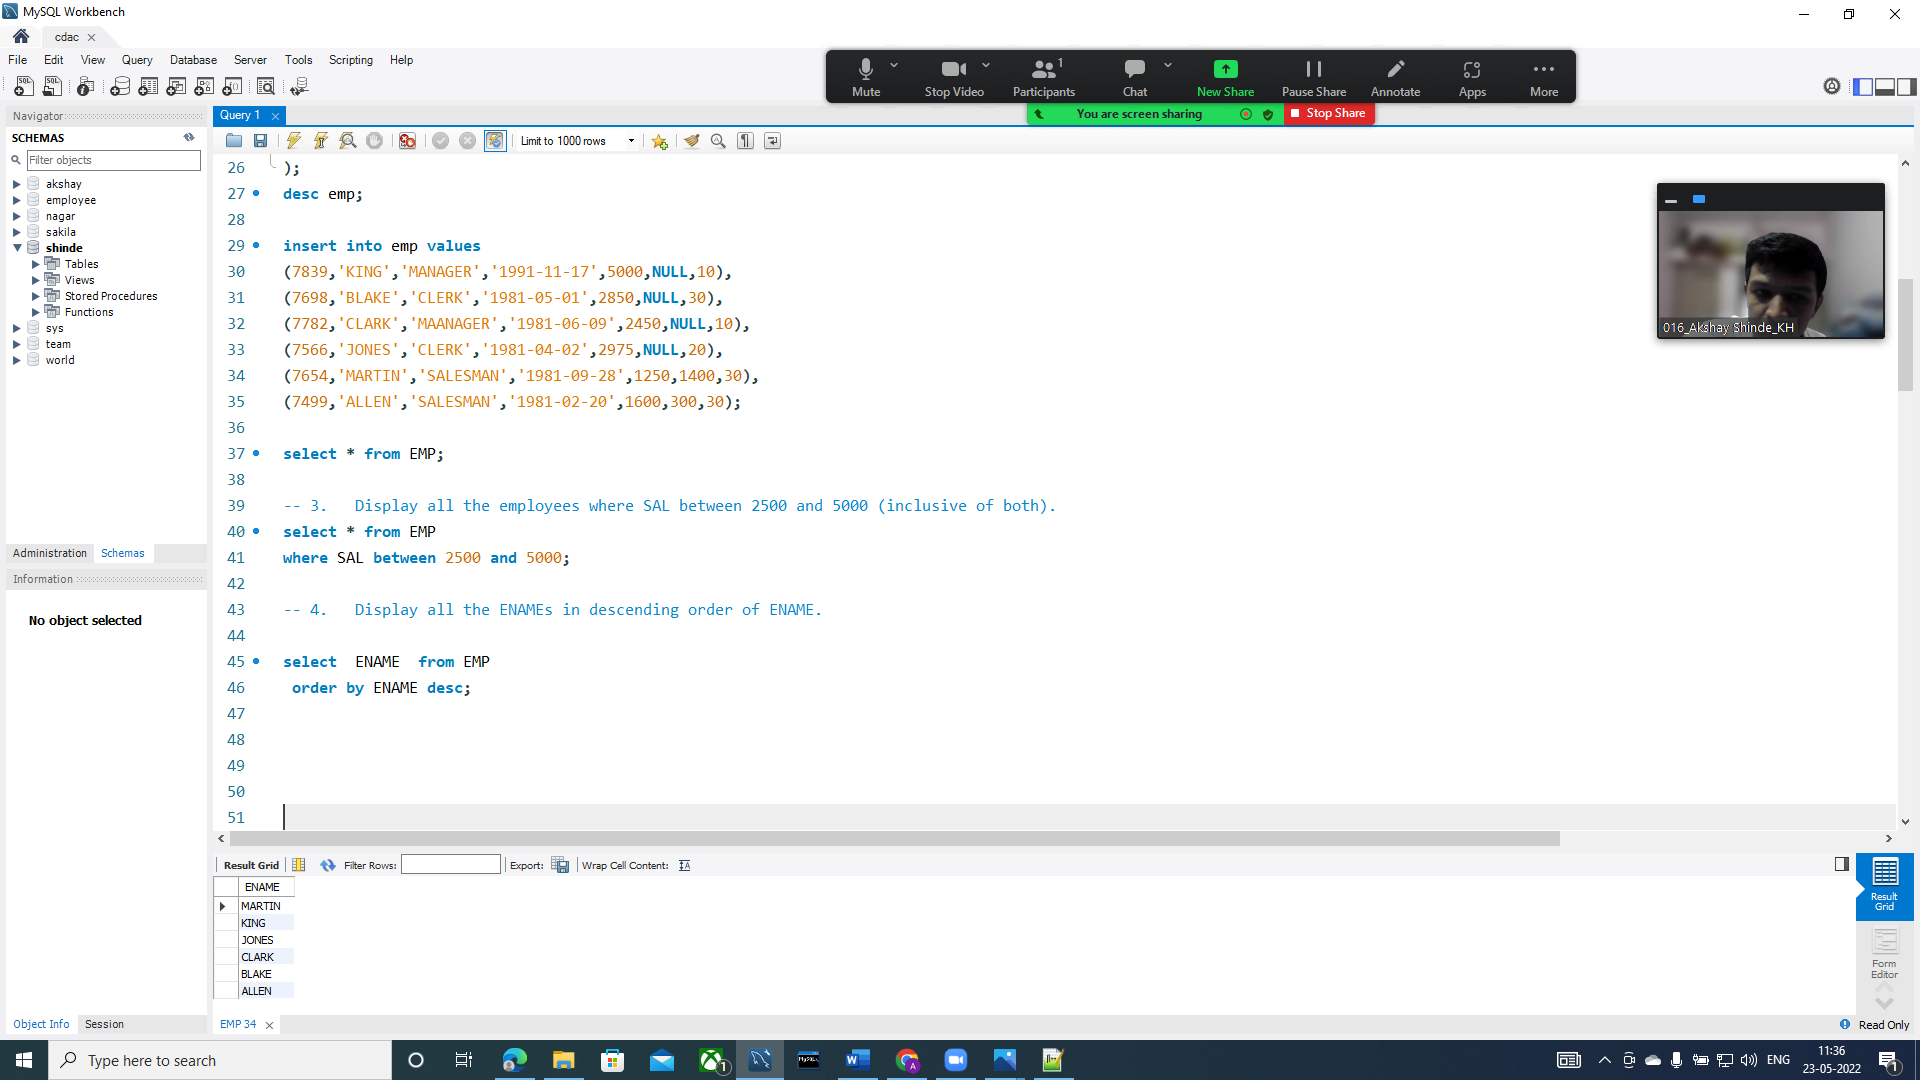 MySQL Workbench
cdac
File Edit View Query Database Server Tools Scripting Help
Mute Stop Video Participants 1 Chat New Share Pause Share Annotate Apps More
You are screen sharing Stop Share
Navigator
SCHEMAS
Filter objects
akshay
employee
nagar
sakila
shinde
Tables
Views
Stored Procedures
Functions
sys
team
world
Administration Schemas
Information
No object selected
Object Info Session
Query 1
Limit to 1000 rows
26 );
27 desc emp;
28
29 insert into emp values
30 (7839,'KING','MANAGER','1991-11-17',5000,NULL,10),
31 (7698,'BLAKE','CLERK','1981-05-01',2850,NULL,30),
32 (7782,'CLARK','MAANAGER','1981-06-09',2450,NULL,10),
33 (7566,'JONES','CLERK','1981-04-02',2975,NULL,20),
34 (7654,'MARTIN','SALESMAN','1981-09-28',1250,1400,30),
35 (7499,'ALLEN','SALESMAN','1981-02-20',1600,300,30);
36
37 select * from EMP;
38
39 -- 3. Display all the employees where SAL between 2500 and 5000 (inclusive of both).
40 select * from EMP
41 where SAL between 2500 and 5000;
42
43 -- 4. Display all the ENAMEs in descending order of ENAME.
44
45 select ENAME from EMP
46 order by ENAME desc;
47
48
49
50
51
016_Akshay Shinde_KH
Result Grid Filter Rows: Export: Wrap Cell Content:
ENAME
MARTIN
KING
JONES
CLARK
BLAKE
ALLEN
Result Grid
Form Editor
EMP 34
Read Only
Type here to search
ENG
11:36
23-05-2022